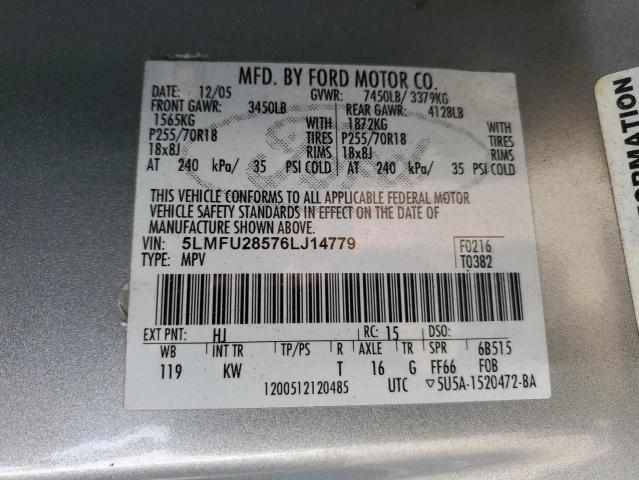 MFD. BY FORD MOTOR CO.
DATE: 12/05 GVWR: 7450LB/ 3379KG
FRONT GAWR: 3450LB REAR GAWR: 4128LB
1565KG WITH 1872KG WITH
P255/70R18 TIRES P255/70R18 TIRES
18x8J RIMS 18x8J RIMS
AT 240 kPa/ 35 PSI COLD AT 240 kPa/ 35 PSI COLD
THIS VEHICLE CONFORMS TO ALL APPLICABLE FEDERAL MOTOR
VEHICLE SAFETY STANDARDS IN EFFECT ON THE DATE OF
MANUFACTURE SHOWN ABOVE.
VIN: 5LMFU28576LJ14779 F0216
TYPE: MPV T0382
EXT PNT: HJ RC: 15 DSO:
WB INT TR TP/PS R AXLE TR SPR 6B515
119 KW T 16 G FF66 FOB
1200512120485 UTC ▽5U5A-1520472-BA
ORMATION